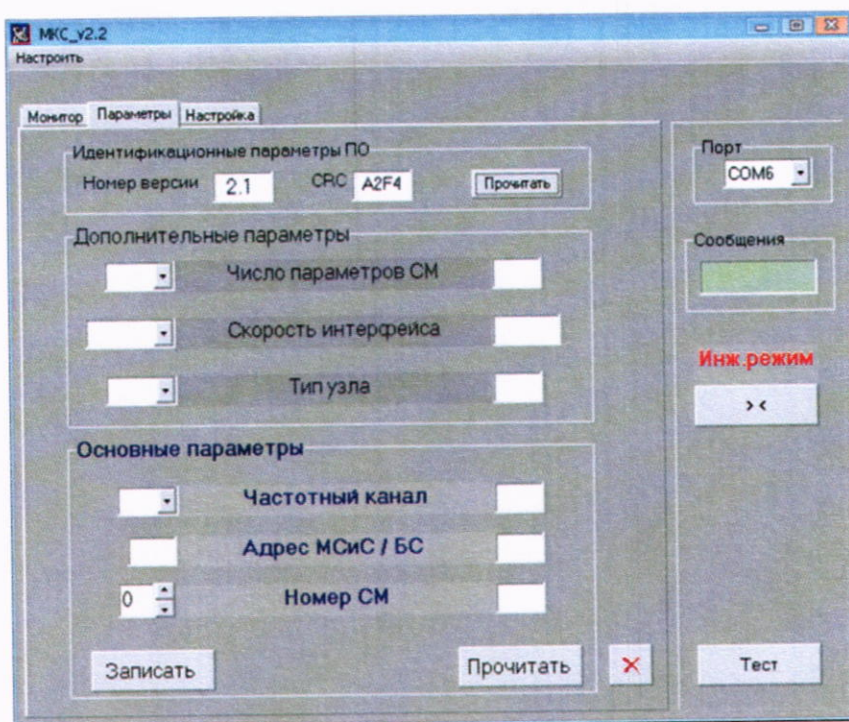 МКС_v2.2
Настроить
Монитор Параметры Настройка
Идентификационные параметры ПО
Номер версии 2.1 CRC A2F4 Прочитать
Дополнительные параметры
Число параметров СМ
Скорость интерфейса
Тип узла
Основные параметры
Частотный канал
Адрес МСиС / БС
0 Номер СМ
Записать Прочитать
Порт
COM6
Сообщения
Инж.режим
> <
Тест